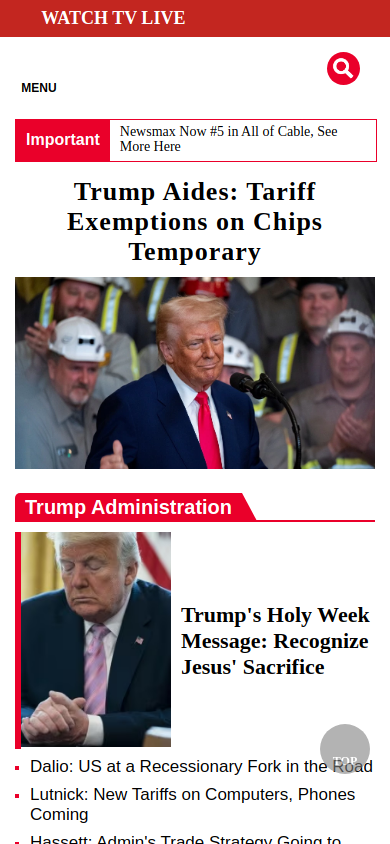 WATCH TV LIVE
MENU
Important
Newsmax Now #5 in All of Cable, See
More Here
Trump Aides: Tariff
Exemptions on Chips
Temporary
Trump Administration
Trump's Holy Week
Message: Recognize
Jesus' Sacrifice
TOP
Dalio: US at a Recessionary Fork in the Road
Lutnick: New Tariffs on Computers, Phones
Coming
Hassett: Admin's Trade Strategy Going to